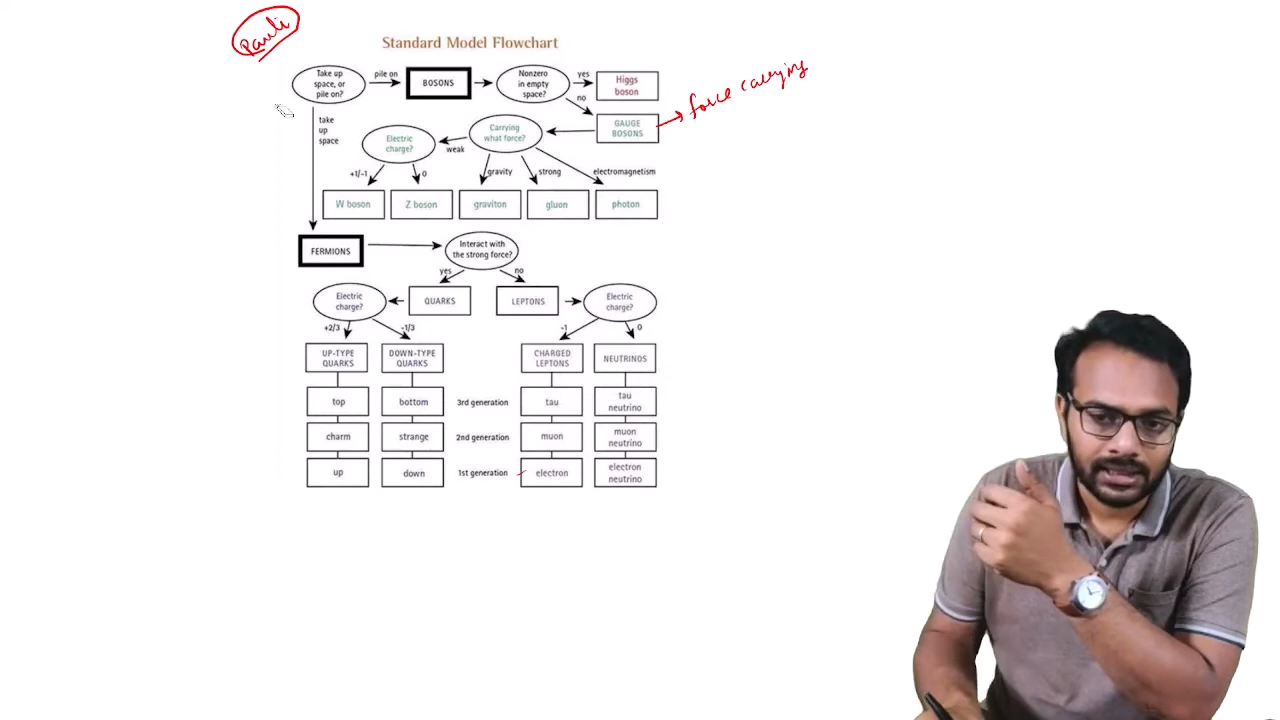 Pauli
Standard Model Flowchart
Take up
space, or
pile on?
pile on
BOSONS
Nonzero
in empty
space?
yes
Higgs
boson
no
force carrying
GAUGE
BOSONS
take
up
space
Carrying
what force?
Electric
charge?
weak
+1/-1
0
gravity
strong
electromagnetism
W boson
Z boson
graviton
gluon
photon
FERMIONS
Interact with
the strong force?
yes
no
Electric
charge?
QUARKS
LEPTONS
Electric
charge?
+2/3
-1/3
-1
0
UP-TYPE
QUARKS
DOWN-TYPE
QUARKS
CHARGED
LEPTONS
NEUTRINOS
top
bottom
3rd generation
tau
tau
neutrino
charm
strange
2nd generation
muon
muon
neutrino
up
down
1st generation
electron
electron
neutrino